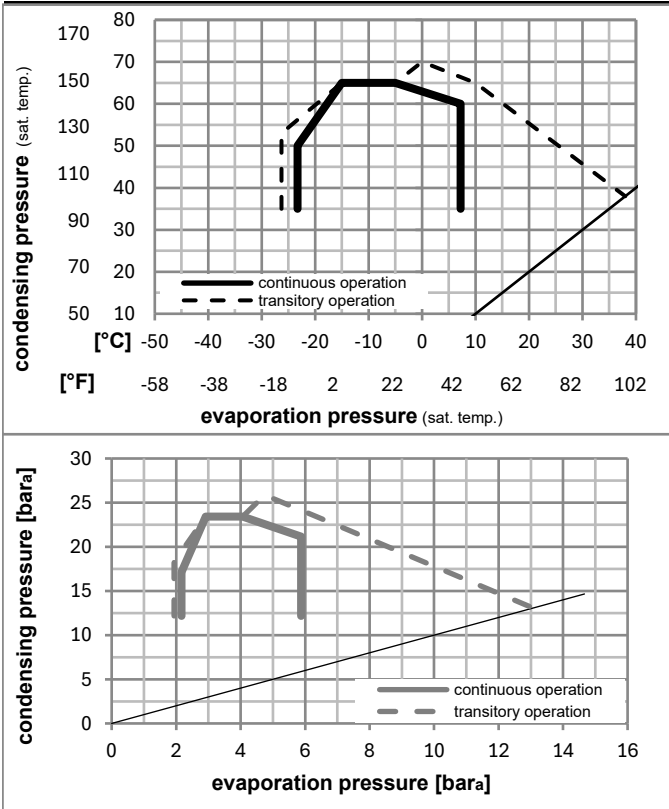 170 80
70
150
60
130
50
110 40
90 30
70 20
50 10
condensing pressure (sat. temp.)
continuous operation
transitory operation
[°C] -50 -40 -30 -20 -10 0 10 20 30 40
[°F] -58 -38 -18 2 22 42 62 82 102
evaporation pressure (sat. temp.)
30
25
20
15
10
5
0
condensing pressure [bara]
continuous operation
transitory operation
0 2 4 6 8 10 12 14 16
evaporation pressure [bara]